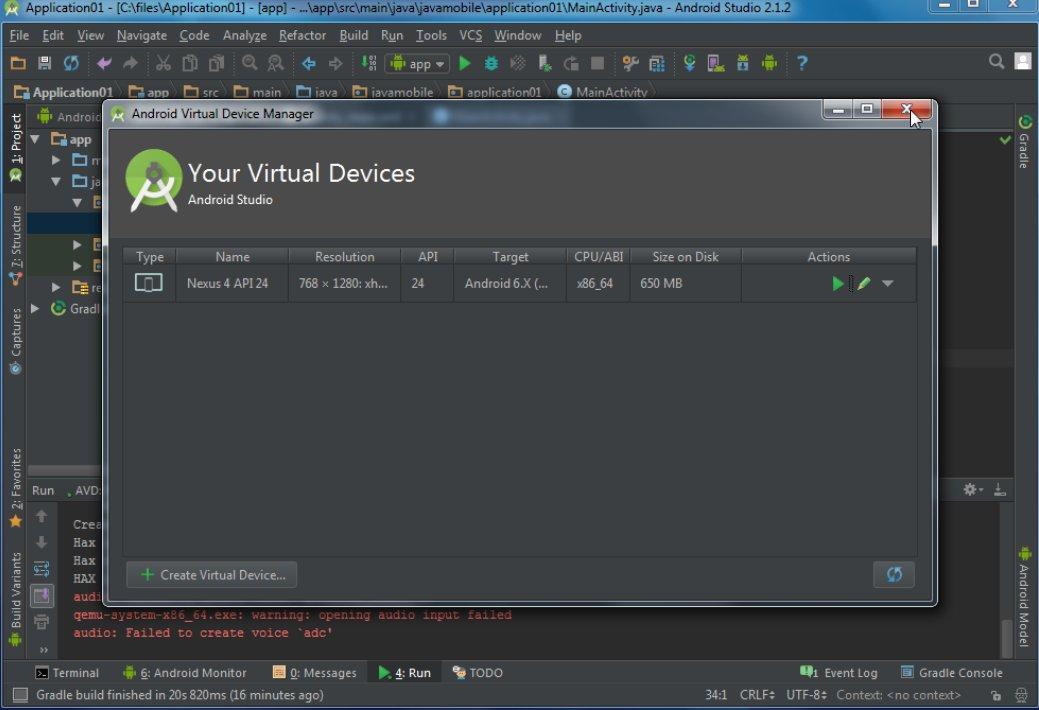 Application01 - [C:\files\Application01] - [app] - ...\app\src\main\java\javamobile\application01\MainActivity.java - Android Studio 2.1.2
File Edit View Navigate Code Analyze Refactor Build Run Tools VCS Window Help
app
Application01 app src main java javamobile application01 MainActivity
Android Virtual Device Manager
Android
1: Project
app
Gradle
Your Virtual Devices
Android Studio
Z: Structure
Type Name Resolution API Target CPU/ABI Size on Disk Actions
Nexus 4 API 24 768 × 1280: xh... 24 Android 6.X (... x86_64 650 MB
Gradl
Captures
2: Favorites
Run AVD:
Crea
Hax
Hax
HAX
Build Variants
Create Virtual Device...
Android Model
audi
qemu-system-x86_64.exe: warning: opening audio input failed
audio: Failed to create voice `adc'
Terminal 6: Android Monitor 0: Messages 4: Run TODO 1 Event Log Gradle Console
Gradle build finished in 20s 820ms (16 minutes ago) 34:1 CRLF UTF-8 Context: <no context>